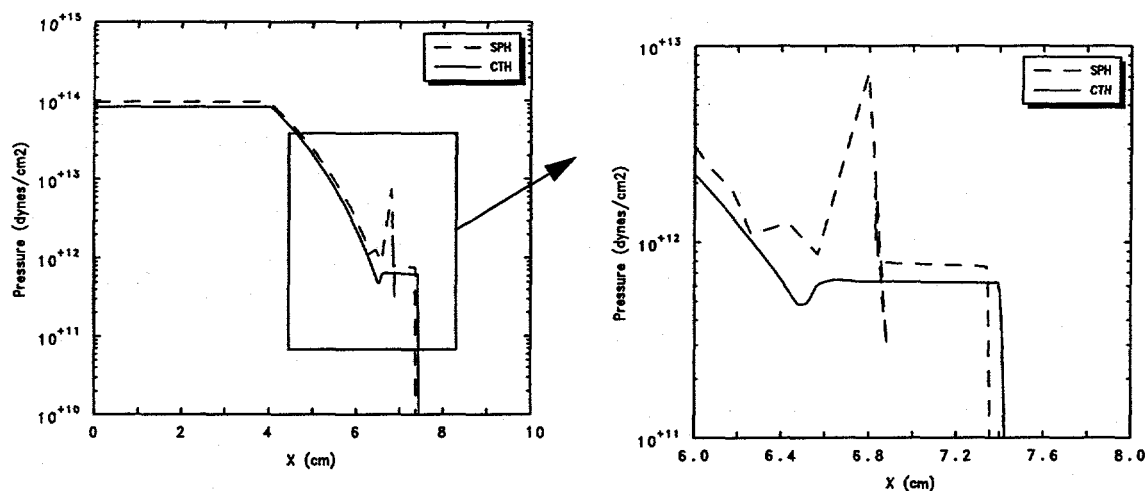 10+15
10+14
10+13
10+12
10+11
10+10
Pressure (dynes/cm2)
SPH
CTH
0 2 4 6 8 10
X (cm)
10+13
10+12
10+11
Pressure (dynes/cm2)
SPH
CTH
6.0 6.4 6.8 7.2 7.6 8.0
X (cm)